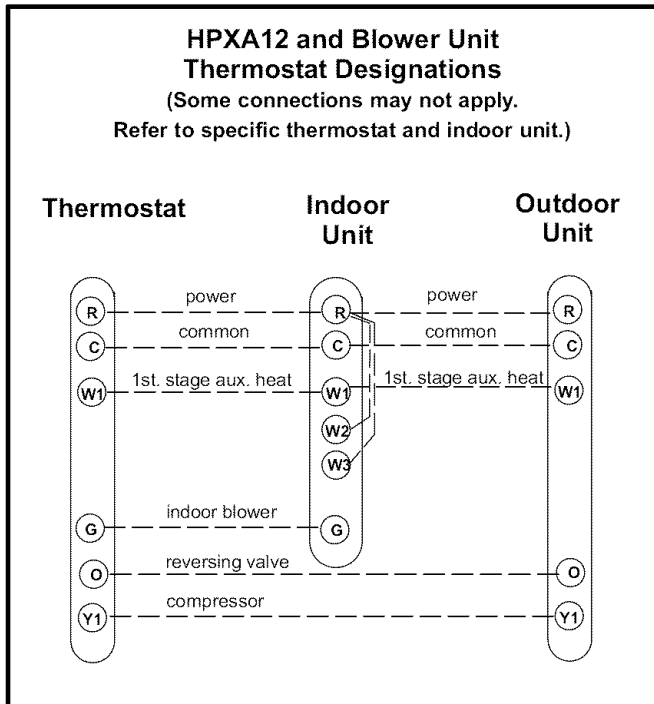 HPXA12 and Blower Unit
Thermostat Designations
(Some connections may not apply.
Refer to specific thermostat and indoor unit.)
Thermostat
Indoor
Unit
Outdoor
Unit
R power R power R
C common C common C
W1 1st. stage aux. heat W1 1st. stage aux. heat W1
W2
W3
G indoor blower G
O reversing valve O
Y1 compressor Y1